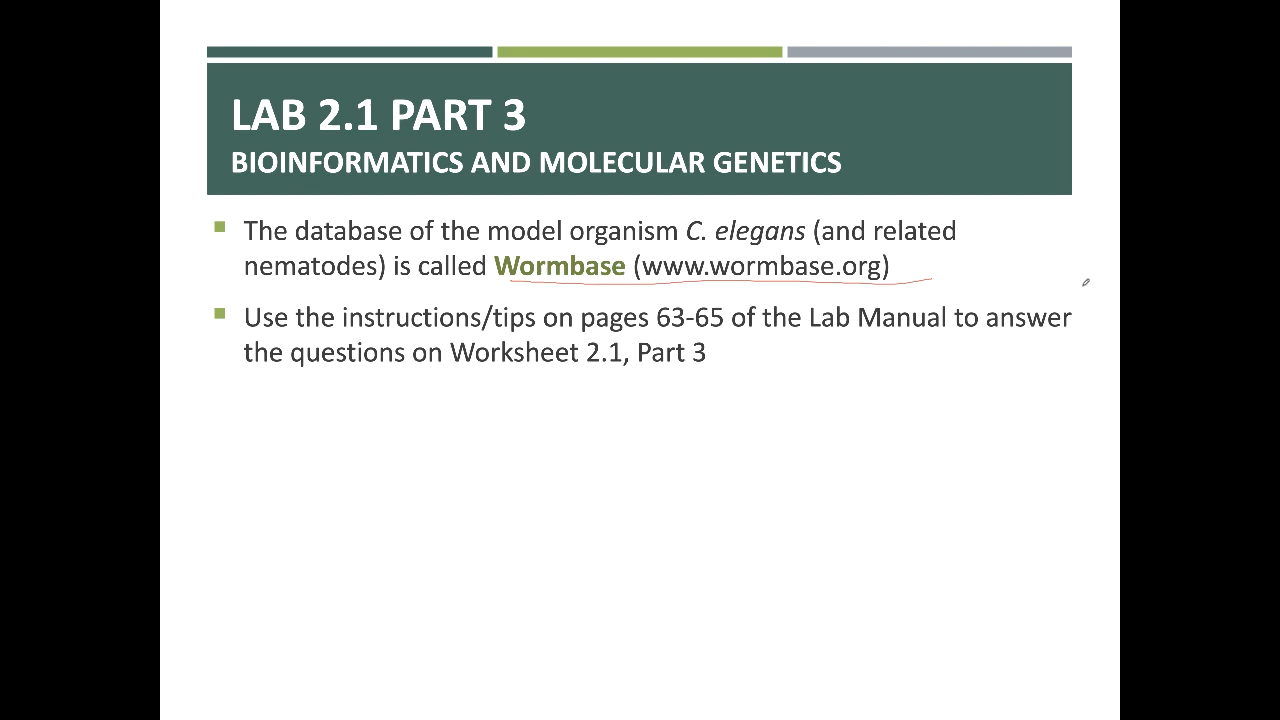 LAB 2.1 PART 3
BIOINFORMATICS AND MOLECULAR GENETICS
The database of the model organism C. elegans (and related
nematodes) is called Wormbase (www.wormbase.org)
Use the instructions/tips on pages 63-65 of the Lab Manual to answer
the questions on Worksheet 2.1, Part 3